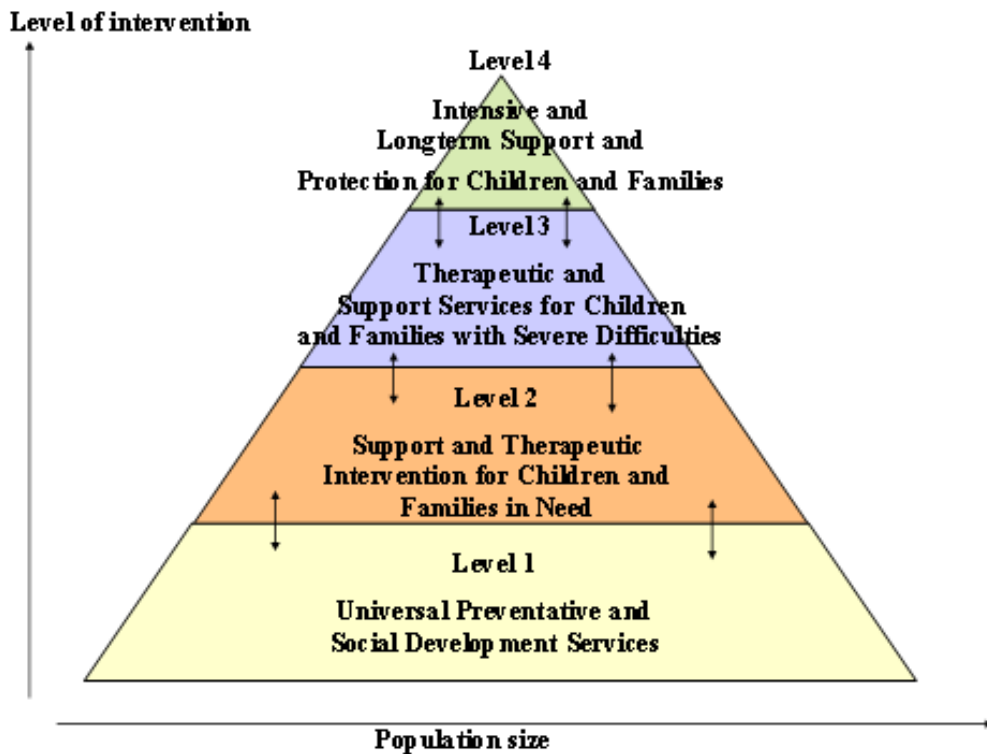 Level of intervention
Level 4
Intensive and
Longterm Support and
Protection for Children and Families
Level 3
Therapeutic and
Support Services for Children
and Families with Severe Difficulties
Level 2
Support and Therapeutic
Intervention for Children and
Families in Need
Level 1
Universal Preventative and
Social Development Services
Population size